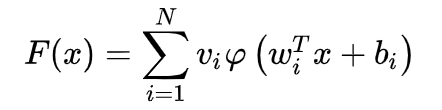 F(x) = \sum_{i=1}^{N} v_i \varphi \left( w_i^T x + b_i \right)